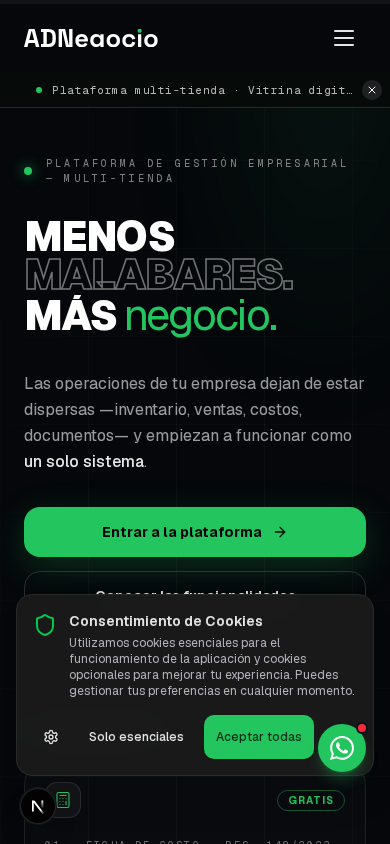 ADNegocio
Plataforma multi-tienda · Vitrina digit…
PLATAFORMA DE GESTIÓN EMPRESARIAL
— MULTI-TIENDA
MENOS
MALABARES.
MÁS negocio.
Las operaciones de tu empresa dejan de estar
dispersas —inventario, ventas, costos,
documentos— y empiezan a funcionar como
un solo sistema.
Entrar a la plataforma →
Conocer las funcionalidades
Consentimiento de Cookies
Utilizamos cookies esenciales para el
funcionamiento de la aplicación y cookies
opcionales para mejorar tu experiencia. Puedes
gestionar tus preferencias en cualquier momento.
Solo esenciales
Aceptar todas
N
GRATIS